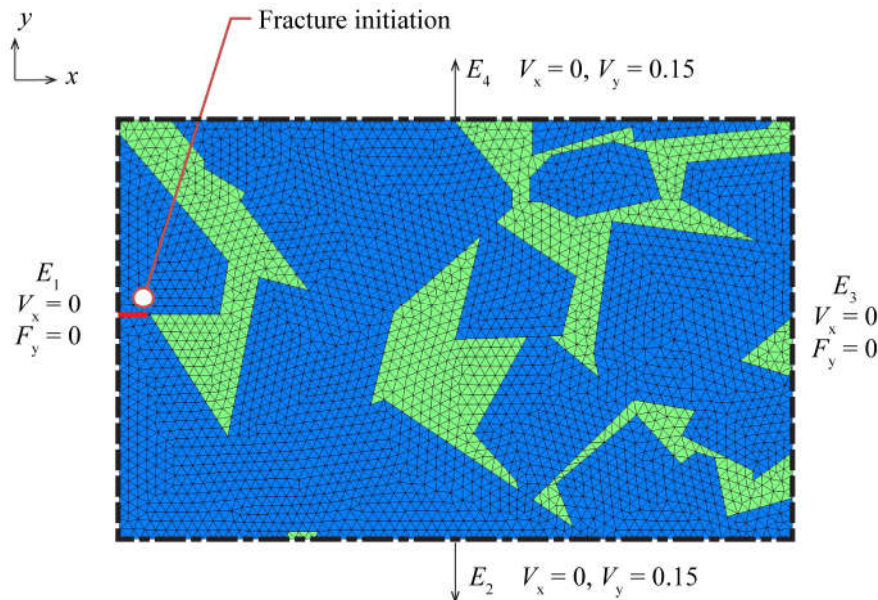 y
Fracture initiation
x
E4 Vx = 0, Vy = 0.15
E1
Vx = 0
Fy = 0
E3
Vx = 0
Fy = 0
E2 Vx = 0, Vy = 0.15